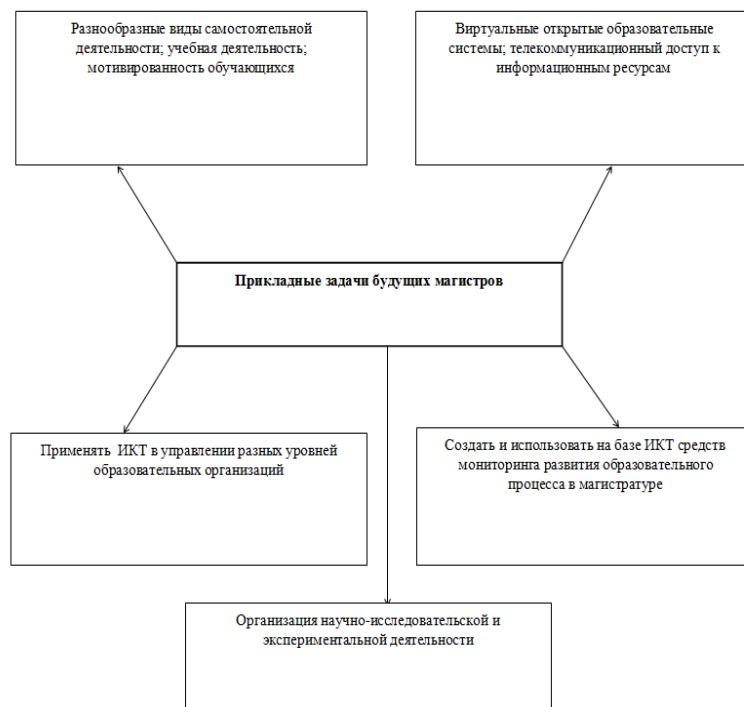 Разнообразные виды самостоятельной
деятельности; учебная деятельность;
мотивированность обучающихся
Виртуальные открытые образовательные
системы; телекоммуникационный доступ к
информационным ресурсам
Прикладные задачи будущих магистров
Применять ИКТ в управлении разных уровней
образовательных организаций
Создать и использовать на базе ИКТ средств
мониторинга развития образовательного
процесса в магистратуре
Организация научно-исследовательской и
экспериментальной деятельности